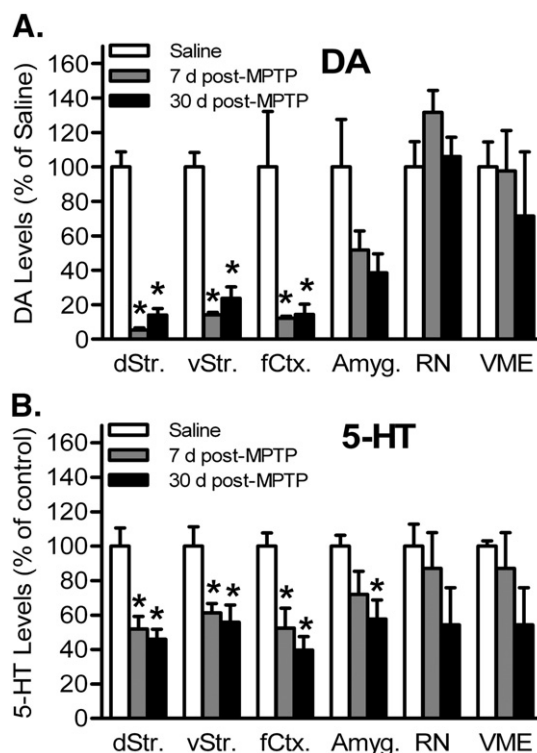 A.
DA
Saline
7 d post-MPTP
30 d post-MPTP
DA Levels (% of Saline)
160
140
120
100
80
60
40
20
0
* * * * * *
dStr. vStr. fCtx. Amyg. RN VME
B.
5-HT
Saline
7 d post-MPTP
30 d post-MPTP
5-HT Levels (% of control)
160
140
120
100
80
60
40
20
0
* * * * * * *
dStr. vStr. fCtx. Amyg. RN VME